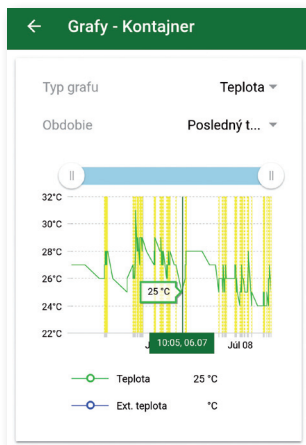 Grafy - Kontajner
Typ grafu Teplota
Obdobie Posledný t...
32°C
30°C
28°C
26°C
24°C
22°C
25 °C
J
10:05, 06.07
Júl 08
Teplota 25 °C
Ext. teplota °C